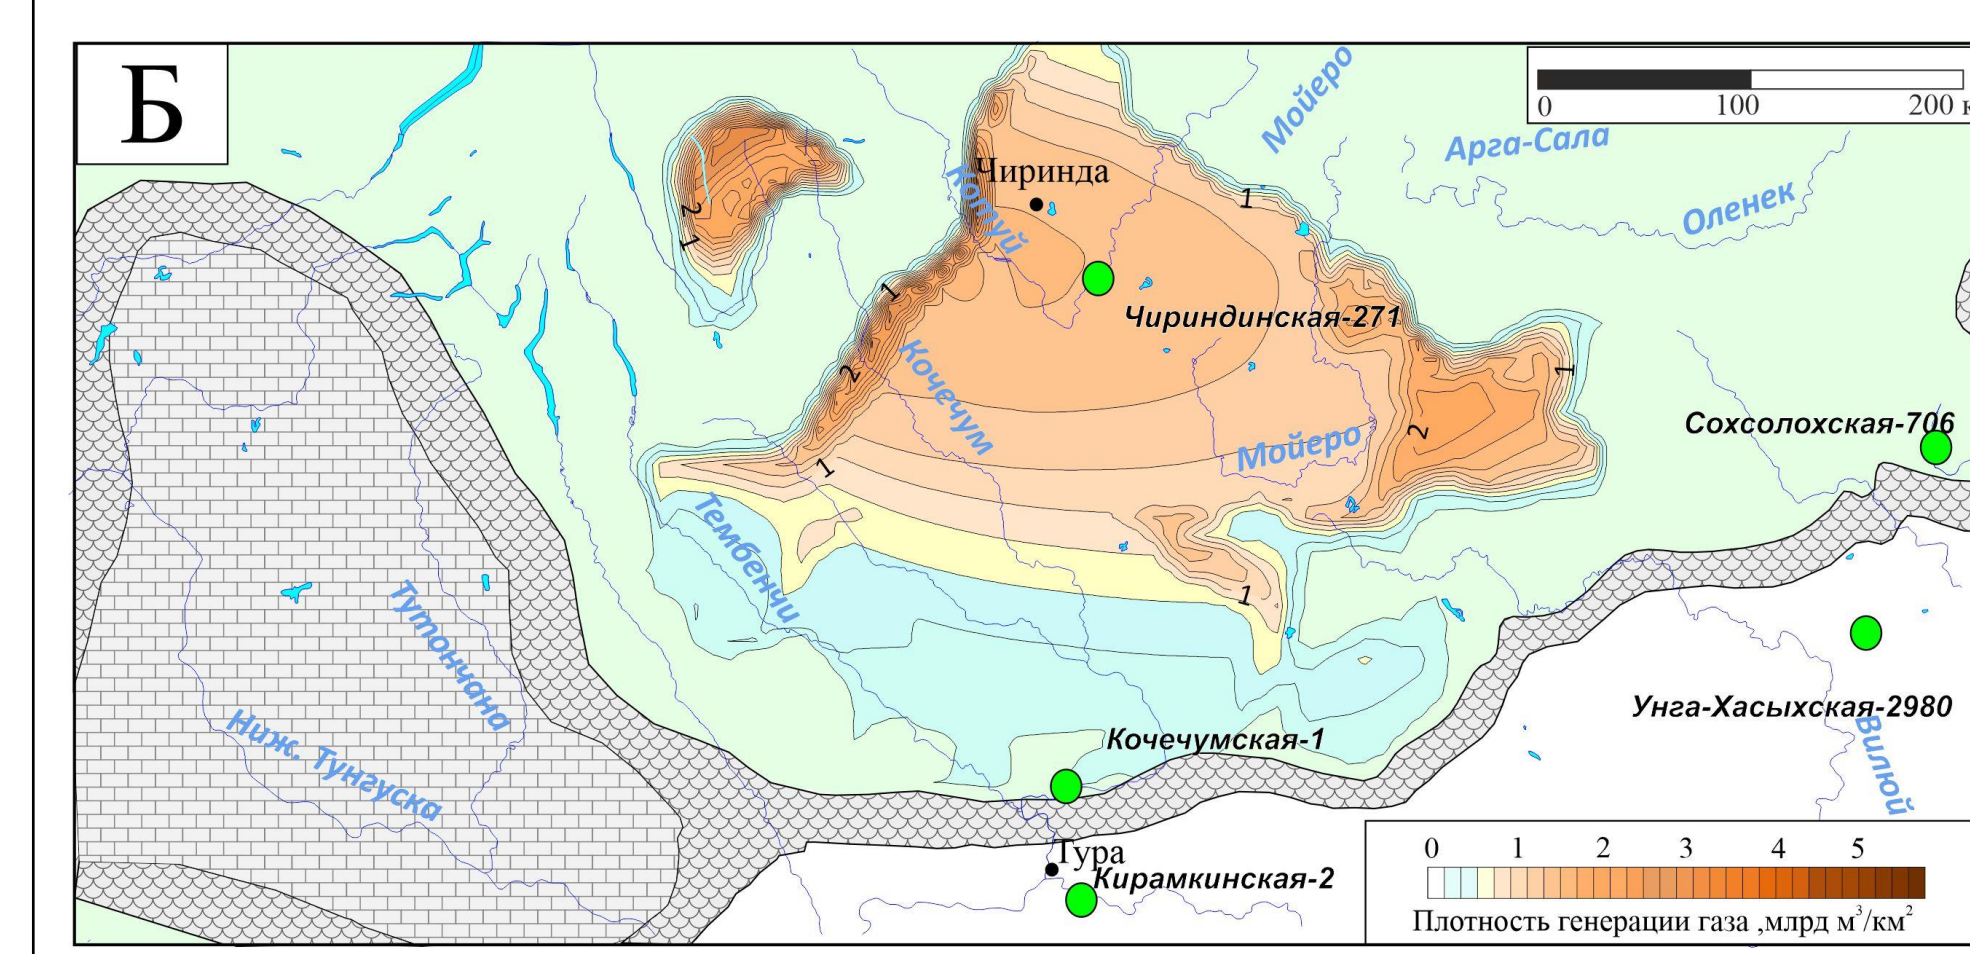 Б
Мойеро
0 100 200 к
Арга-Сала
Чиринда
Котуй
1
Оленек
2
1
1
Чириндинская-271
Кочечум
2
1
Сохсолохская-706
2
Мойеро
1
Тембенчи
Тутончана
1
Унга-Хасыхская-2980
Ниж. Тунгуска
Кочечумская-1
Вилюй
Тура
Кирамкинская-2
0 1 2 3 4 5
Плотность генерации газа ,млрд м³/км²